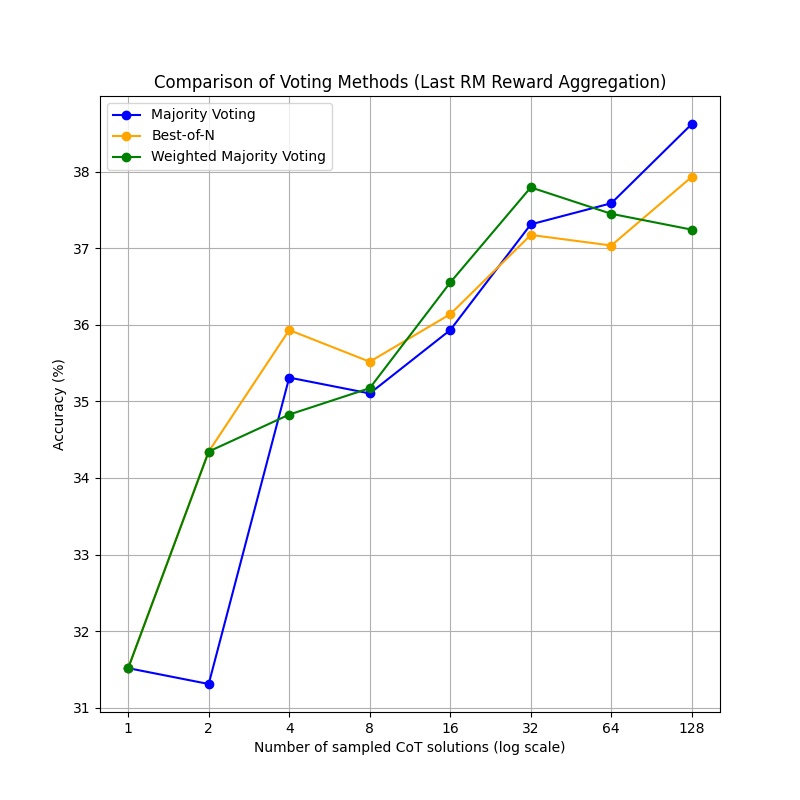 Comparison of Voting Methods (Last RM Reward Aggregation)
Majority Voting
Best-of-N
Weighted Majority Voting
38
37
36
35
34
33
32
31
Accuracy (%)
1 2 4 8 16 32 64 128
Number of sampled CoT solutions (log scale)